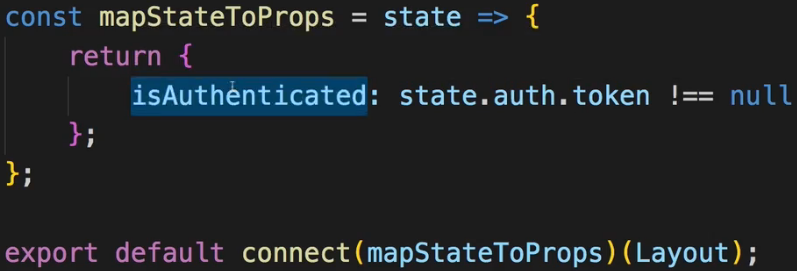 const mapStateToProps = state => {
return {
isAuthenticated: state.auth.token !== null
};
};
export default connect(mapStateToProps)(Layout);